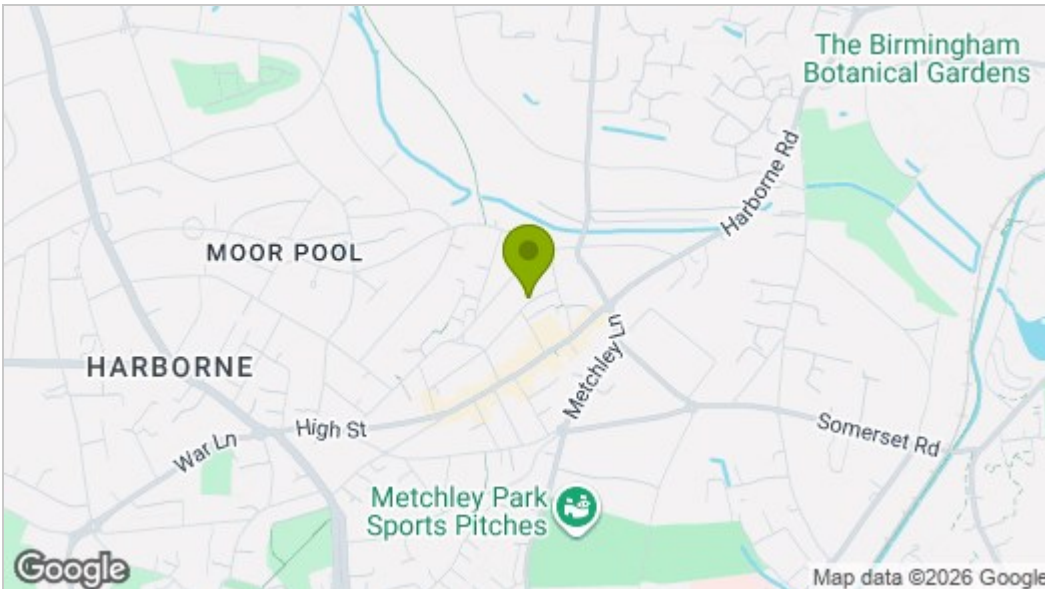 The Birmingham
Botanical Gardens
Harborne Rd
MOOR POOL
HARBORNE
Metchley Ln
High St
War Ln
Somerset Rd
Metchley Park
Sports Pitches
Google
Map data ©2026 Google